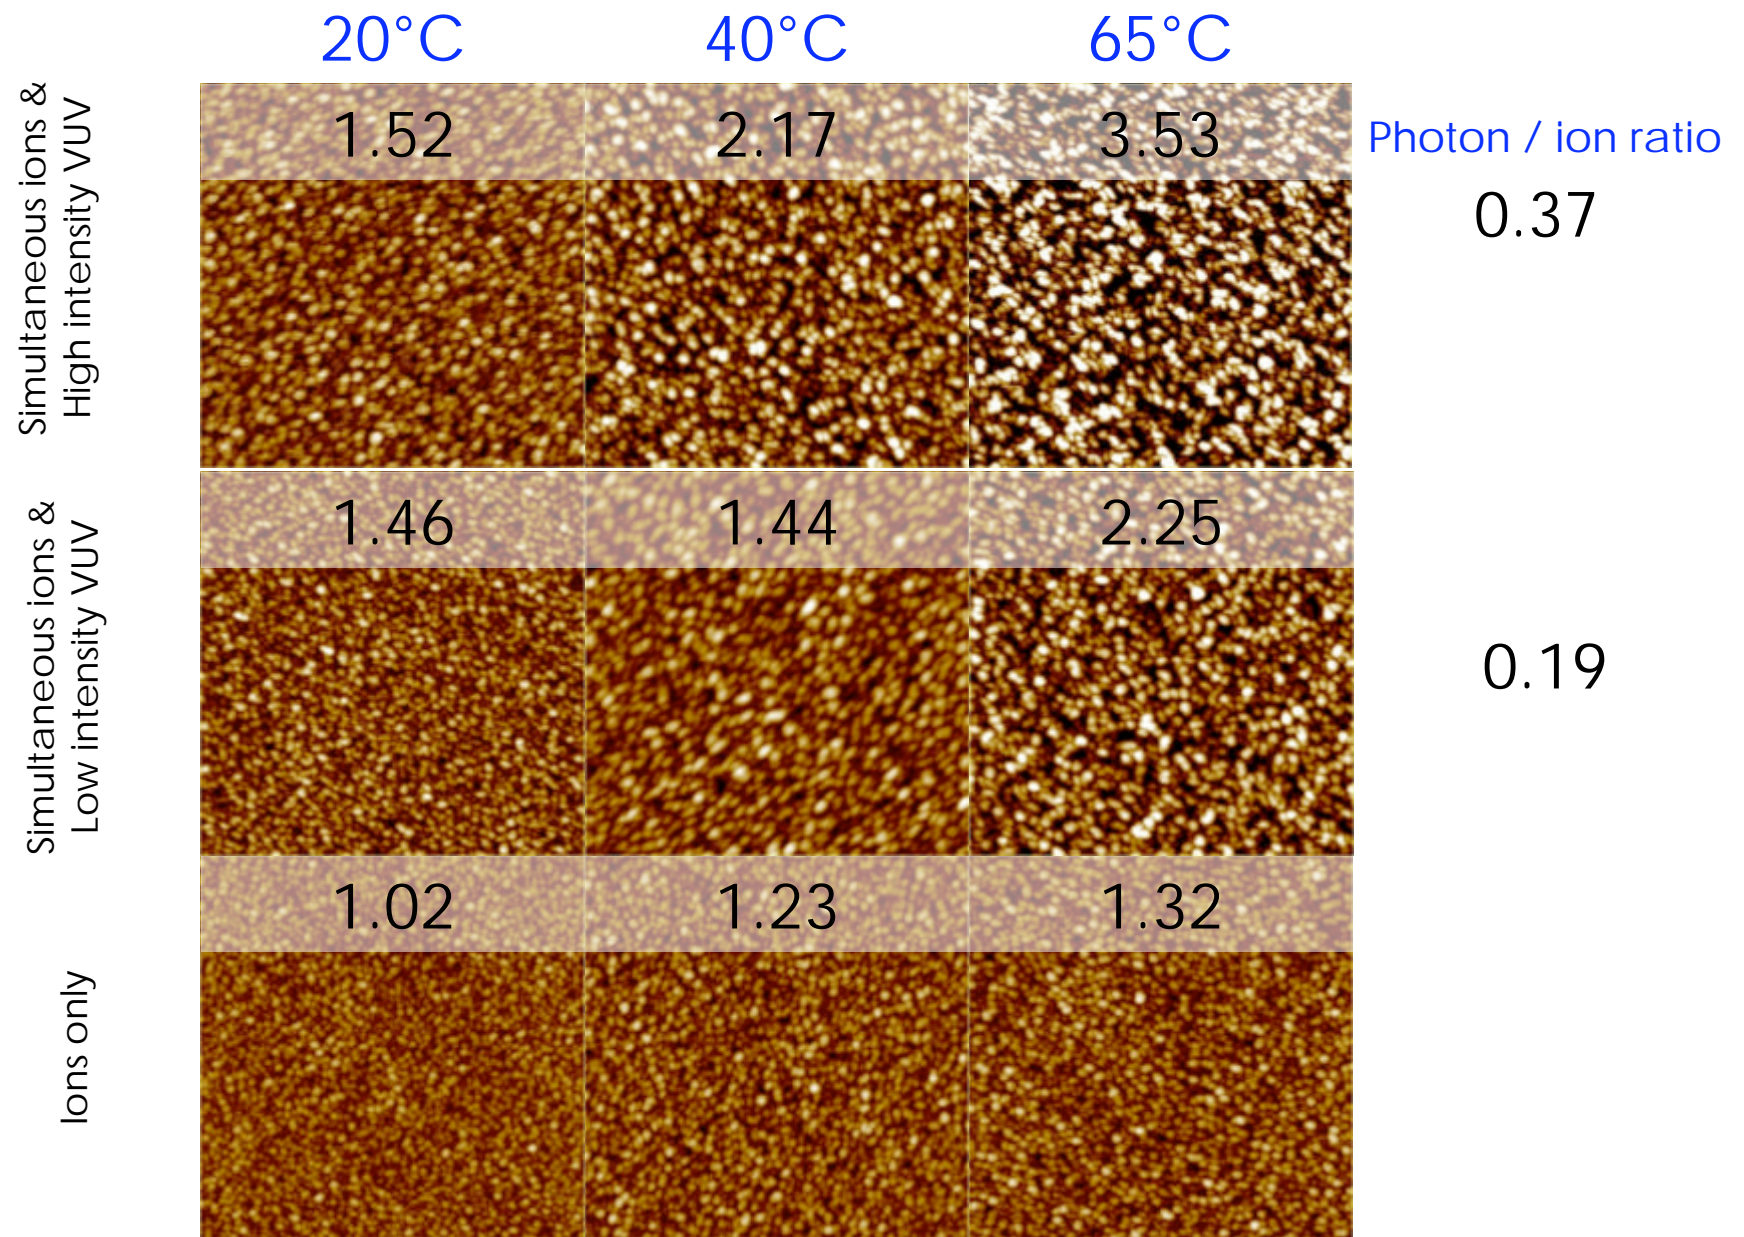 20°C 40°C 65°C
Simultaneous ions &
High intensity VUV
1.52 2.17 3.53
Photon / ion ratio
0.37
Simultaneous ions &
Low intensity VUV
1.46 1.44 2.25
0.19
Ions only
1.02 1.23 1.32